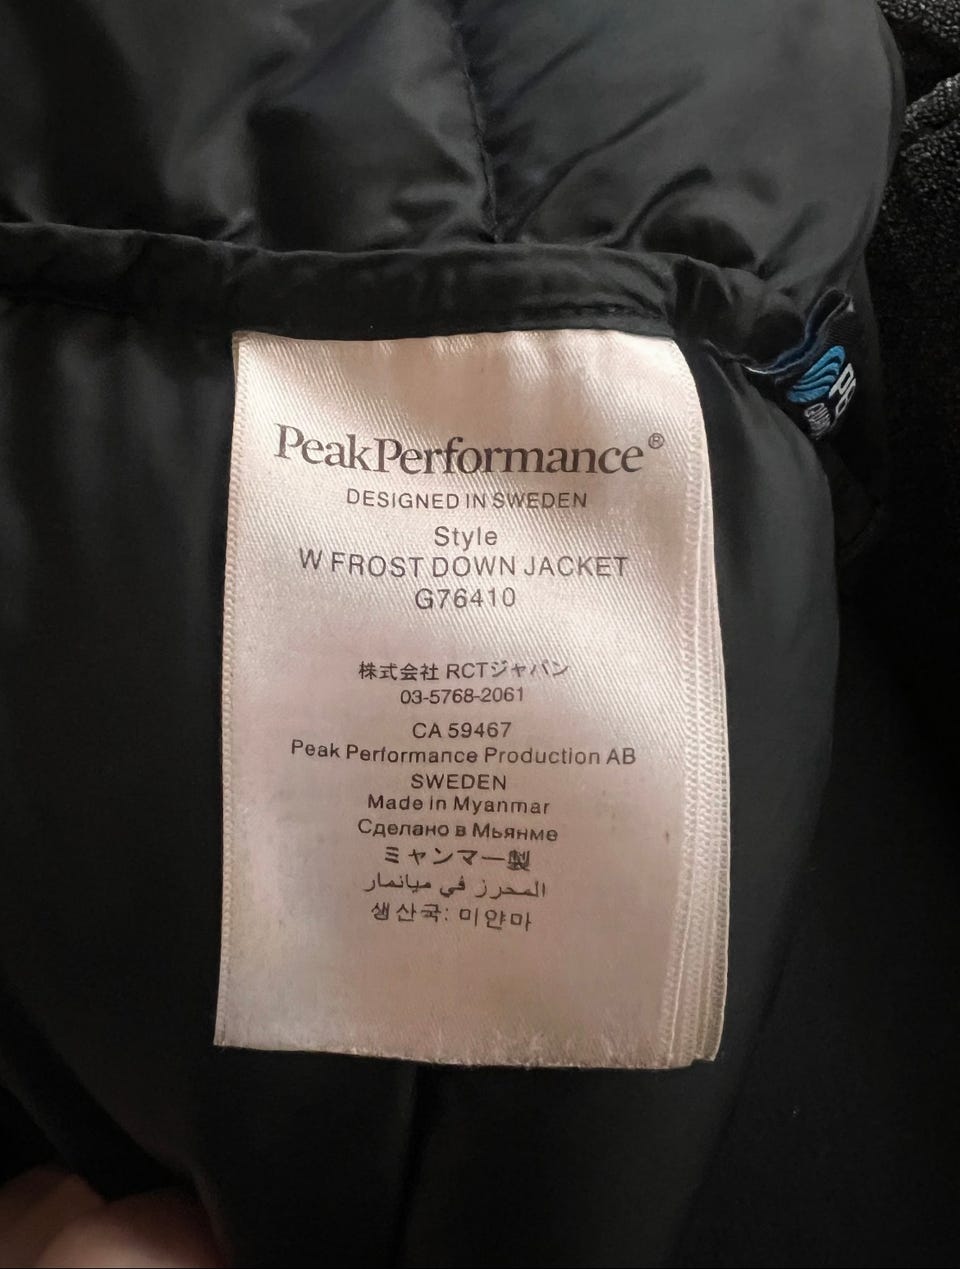 PeakPerformance®
DESIGNED IN SWEDEN
Style
W FROST DOWN JACKET
G76410
株式会社 RCTジャパン
03-5768-2061
CA 59467
Peak Performance Production AB
SWEDEN
Made in Myanmar
Сделано в Мьянме
ミャンマー製
المحرز في ميانمار
생산국: 미얀마